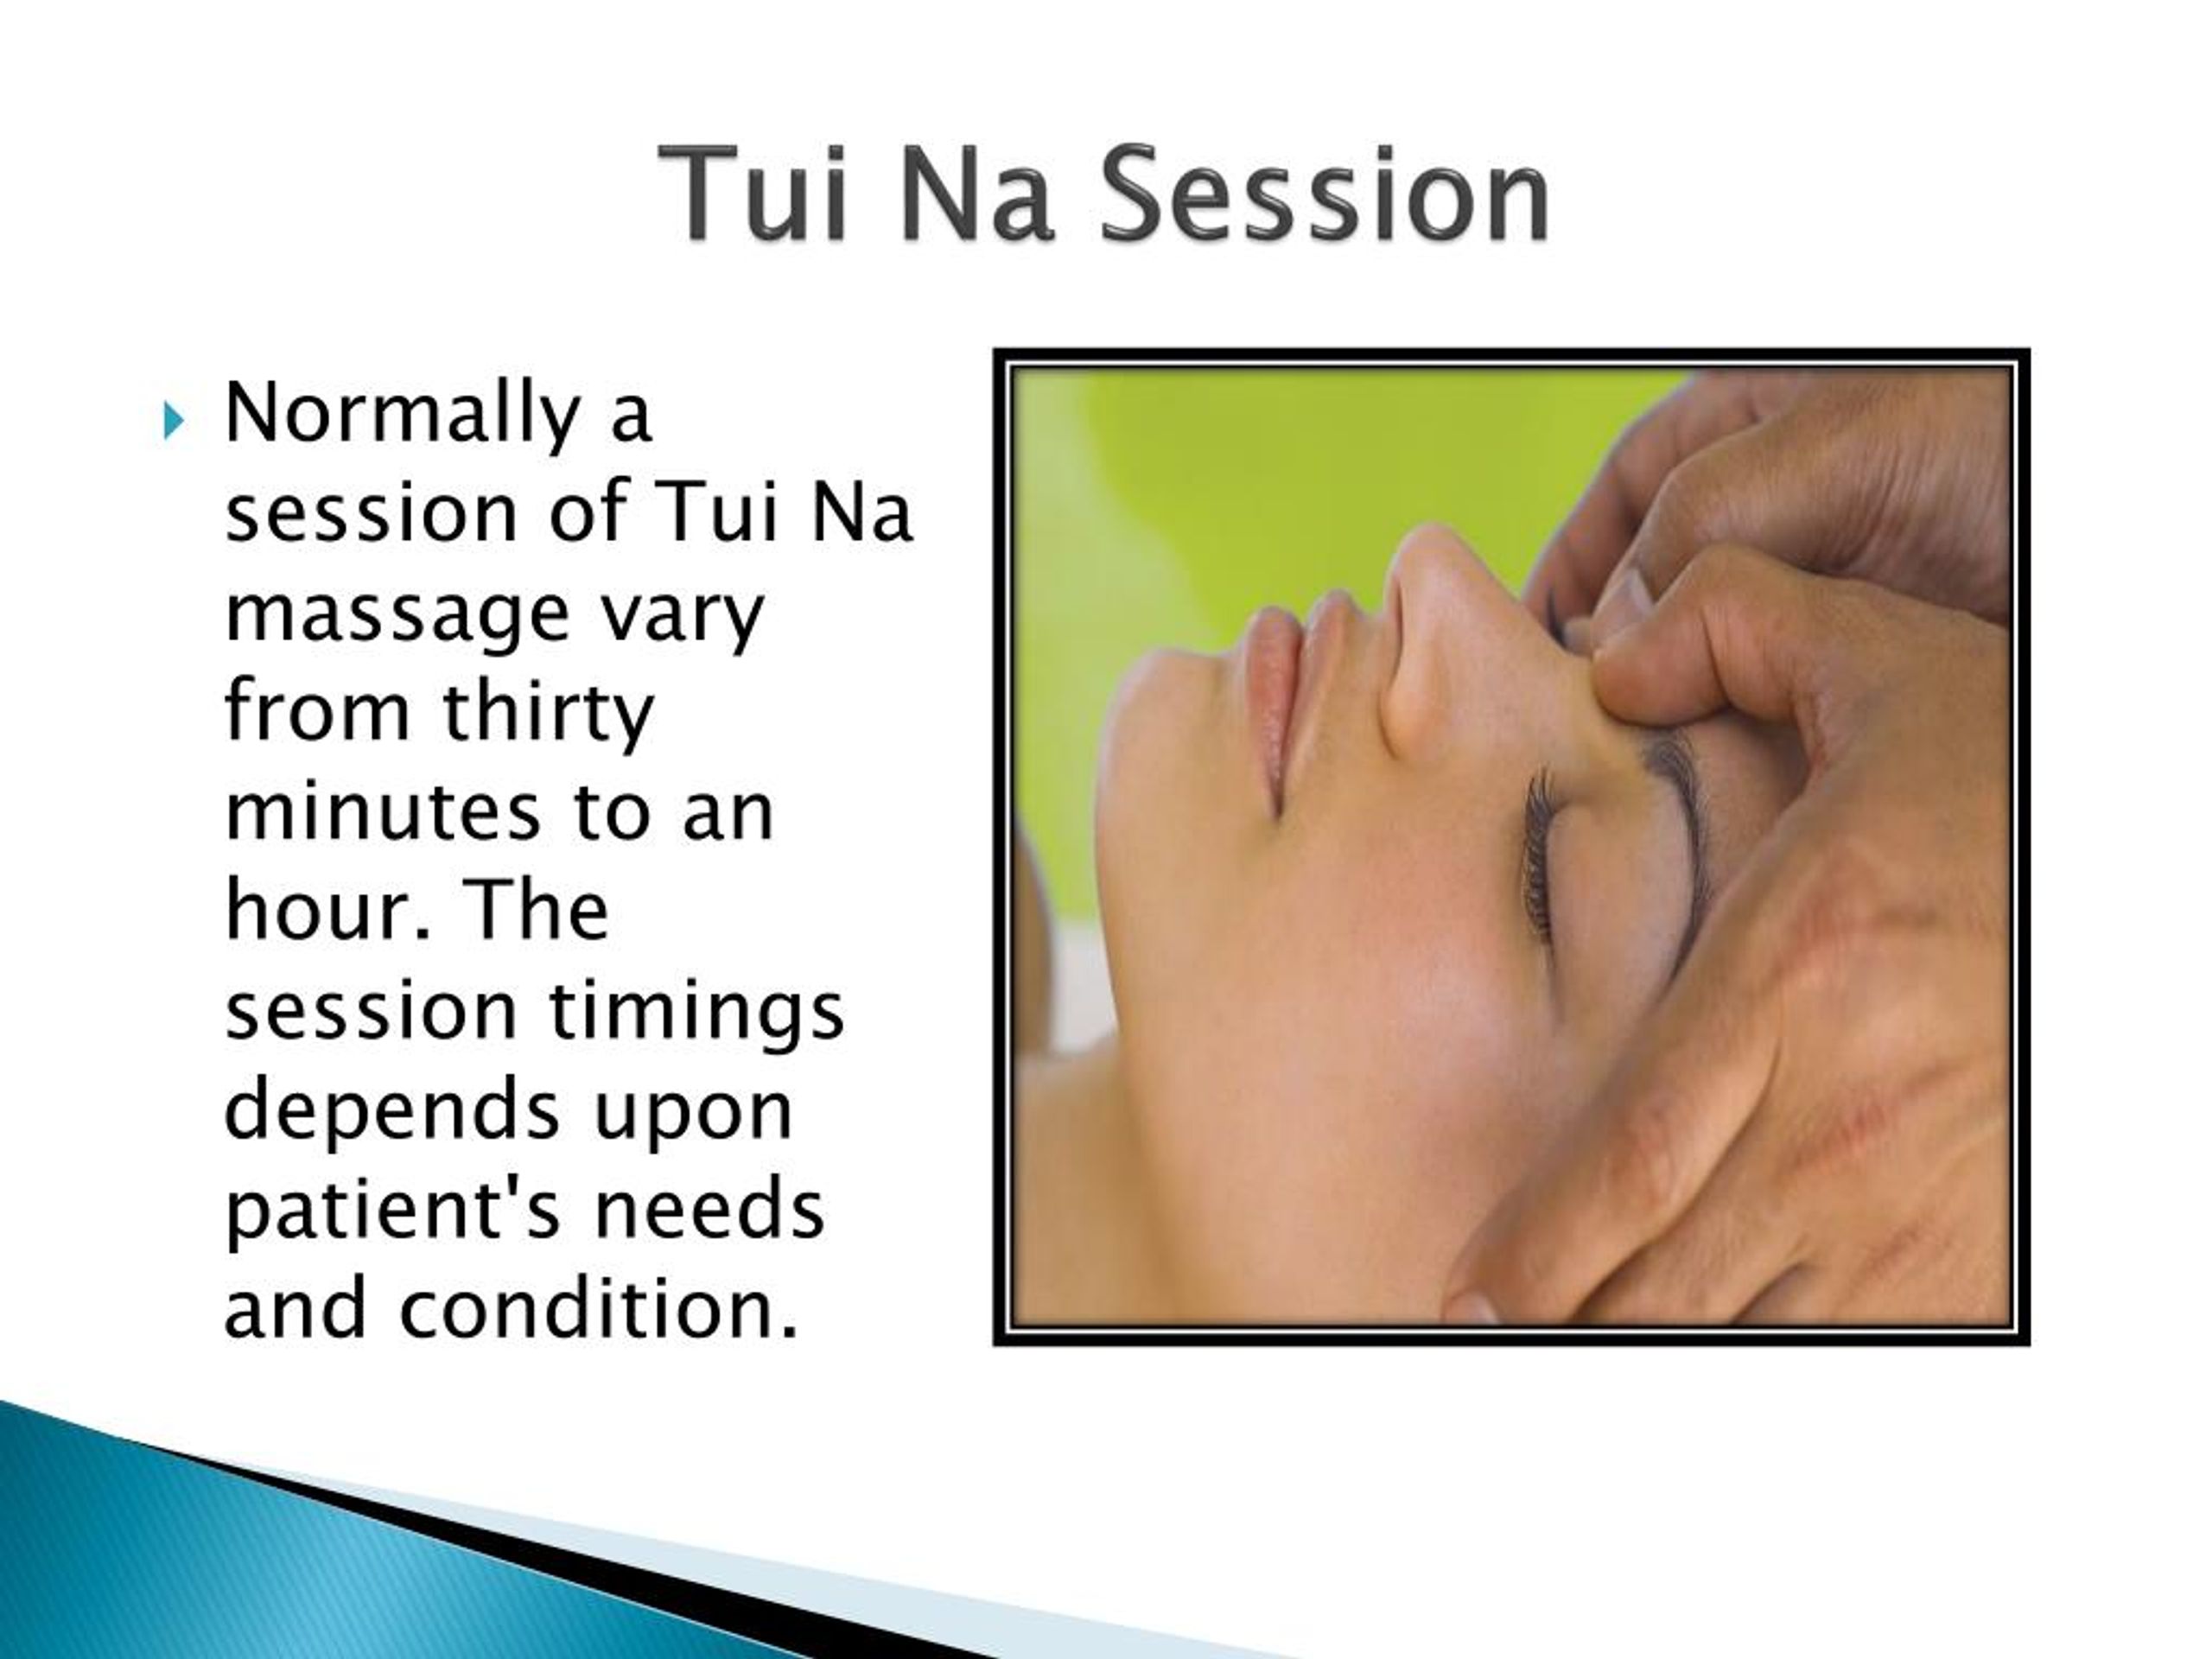 Tui Na Session
Normally a
session of Tui Na
massage vary
from thirty
minutes to an
hour. The
session timings
depends upon
patient's needs
and condition.